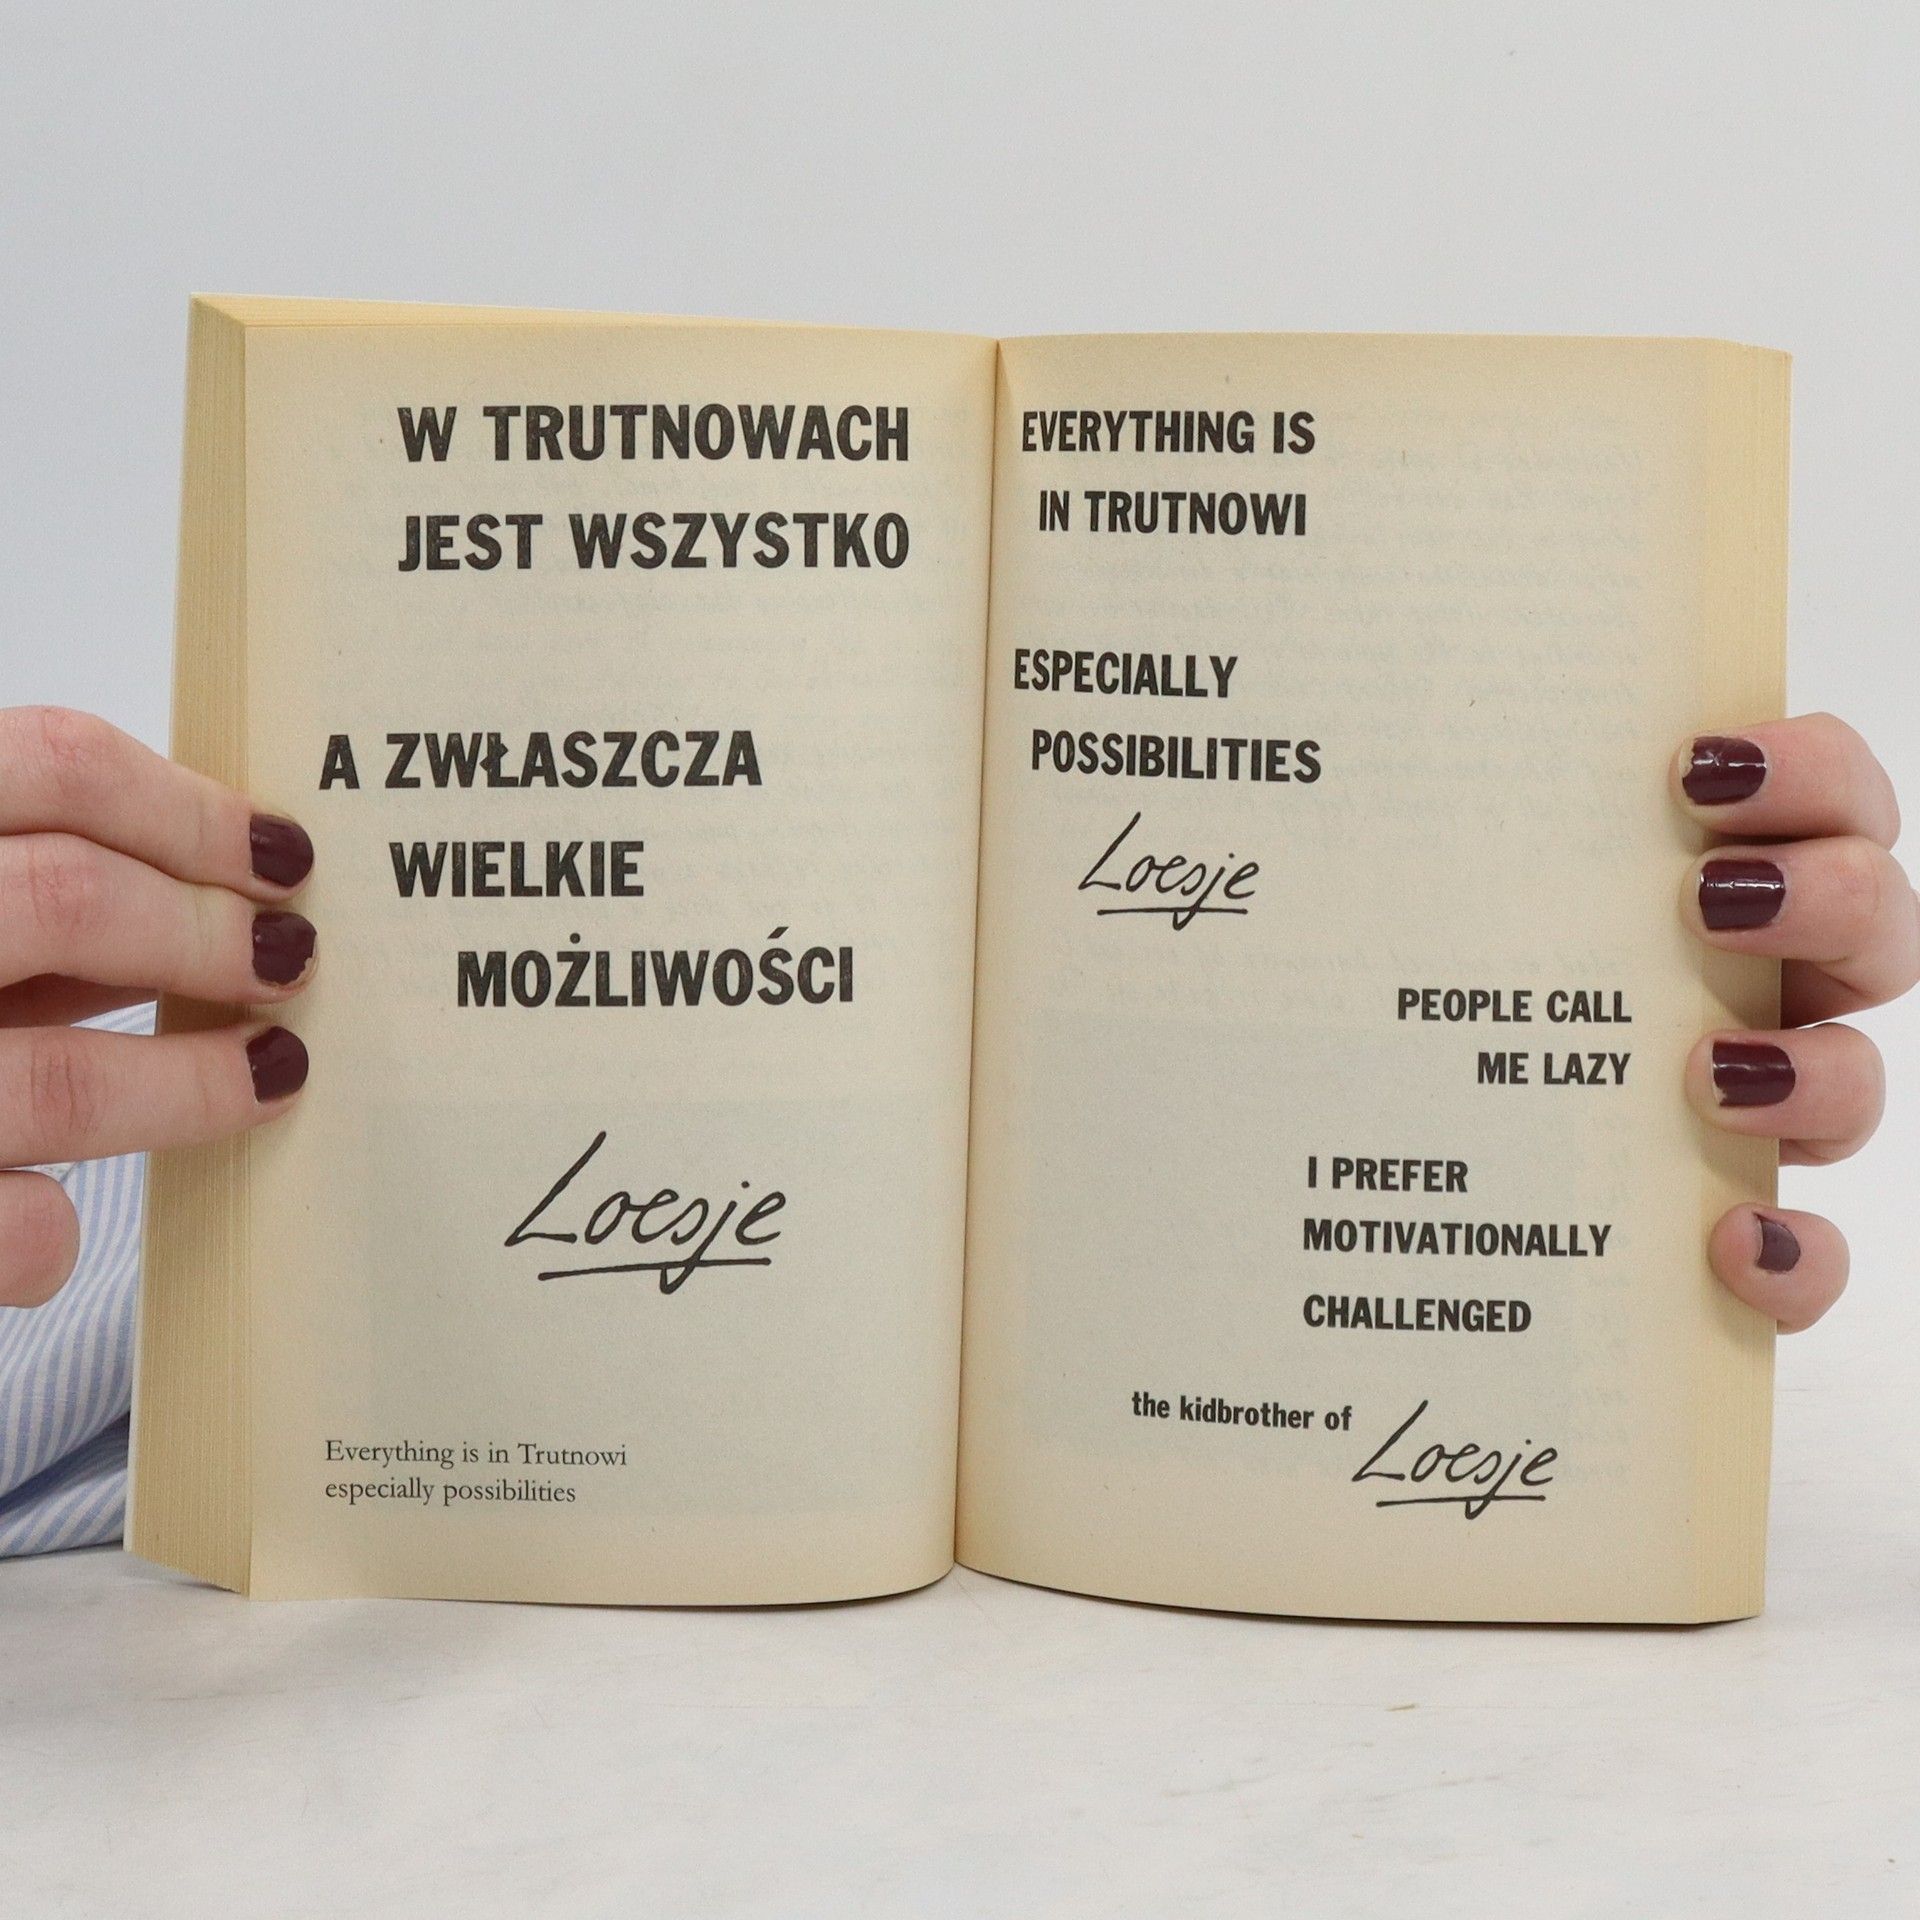 W TRUTNOWACH
JEST WSZYSTKO
A ZWŁASZCZA
WIELKIE
MOŻLIWOŚCI
Loesje
Everything is in Trutnowi
especially possibilities
EVERYTHING IS
IN TRUTNOWI
ESPECIALLY
POSSIBILITIES
Loesje
PEOPLE CALL
ME LAZY
I PREFER
MOTIVATIONALLY
CHALLENGED
the kidbrother of Loesje